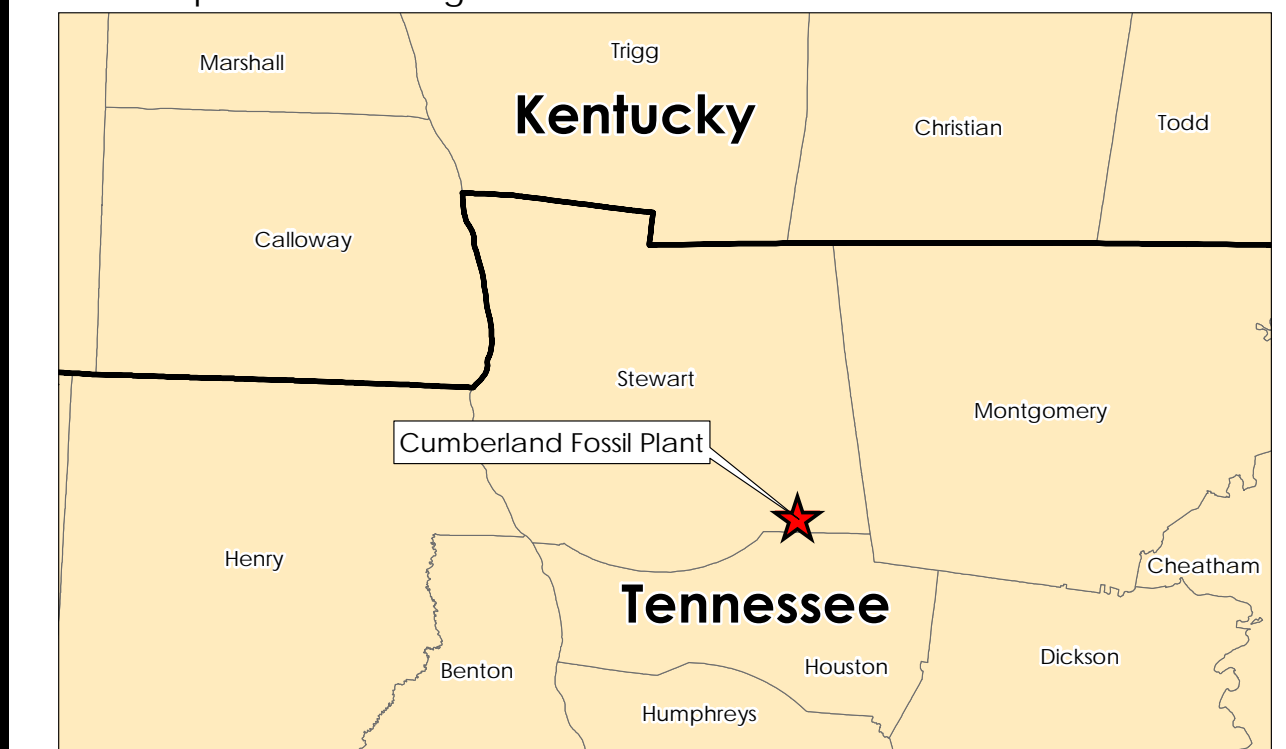 Marshall
Trigg
Kentucky
Christian
Todd
Calloway
Stewart
Montgomery
Cumberland Fossil Plant
Henry
Cheatham
Tennessee
Benton
Houston
Dickson
Humphreys